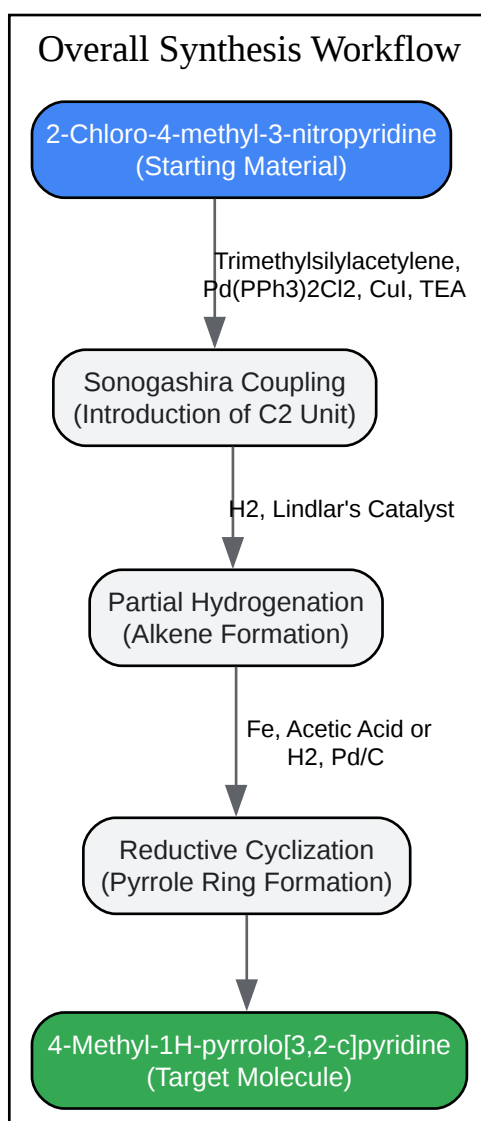 Overall Synthesis Workflow
2-Chloro-4-methyl-3-nitropyridine
(Starting Material)
Trimethylsilylacetylene,
Pd(PPh3)2Cl2, CuI, TEA
Sonogashira Coupling
(Introduction of C2 Unit)
H2, Lindlar's Catalyst
Partial Hydrogenation
(Alkene Formation)
Fe, Acetic Acid or
H2, Pd/C
Reductive Cyclization
(Pyrrole Ring Formation)
4-Methyl-1H-pyrrolo[3,2-c]pyridine
(Target Molecule)